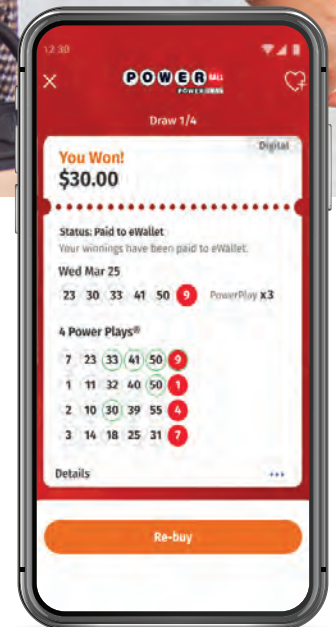 12:30
POWERBALL
POWERPLAY
Draw 1/4
Digital
You Won!
$30.00
Status: Paid to eWallet
Your winnings have been paid to eWallet.
Wed Mar 25
23 30 33 41 50 9 PowerPlay x3
4 Power Plays®
7 23 33 41 50 9
1 11 32 40 50 1
2 10 30 39 55 4
3 14 18 25 31 7
Details
Re-buy